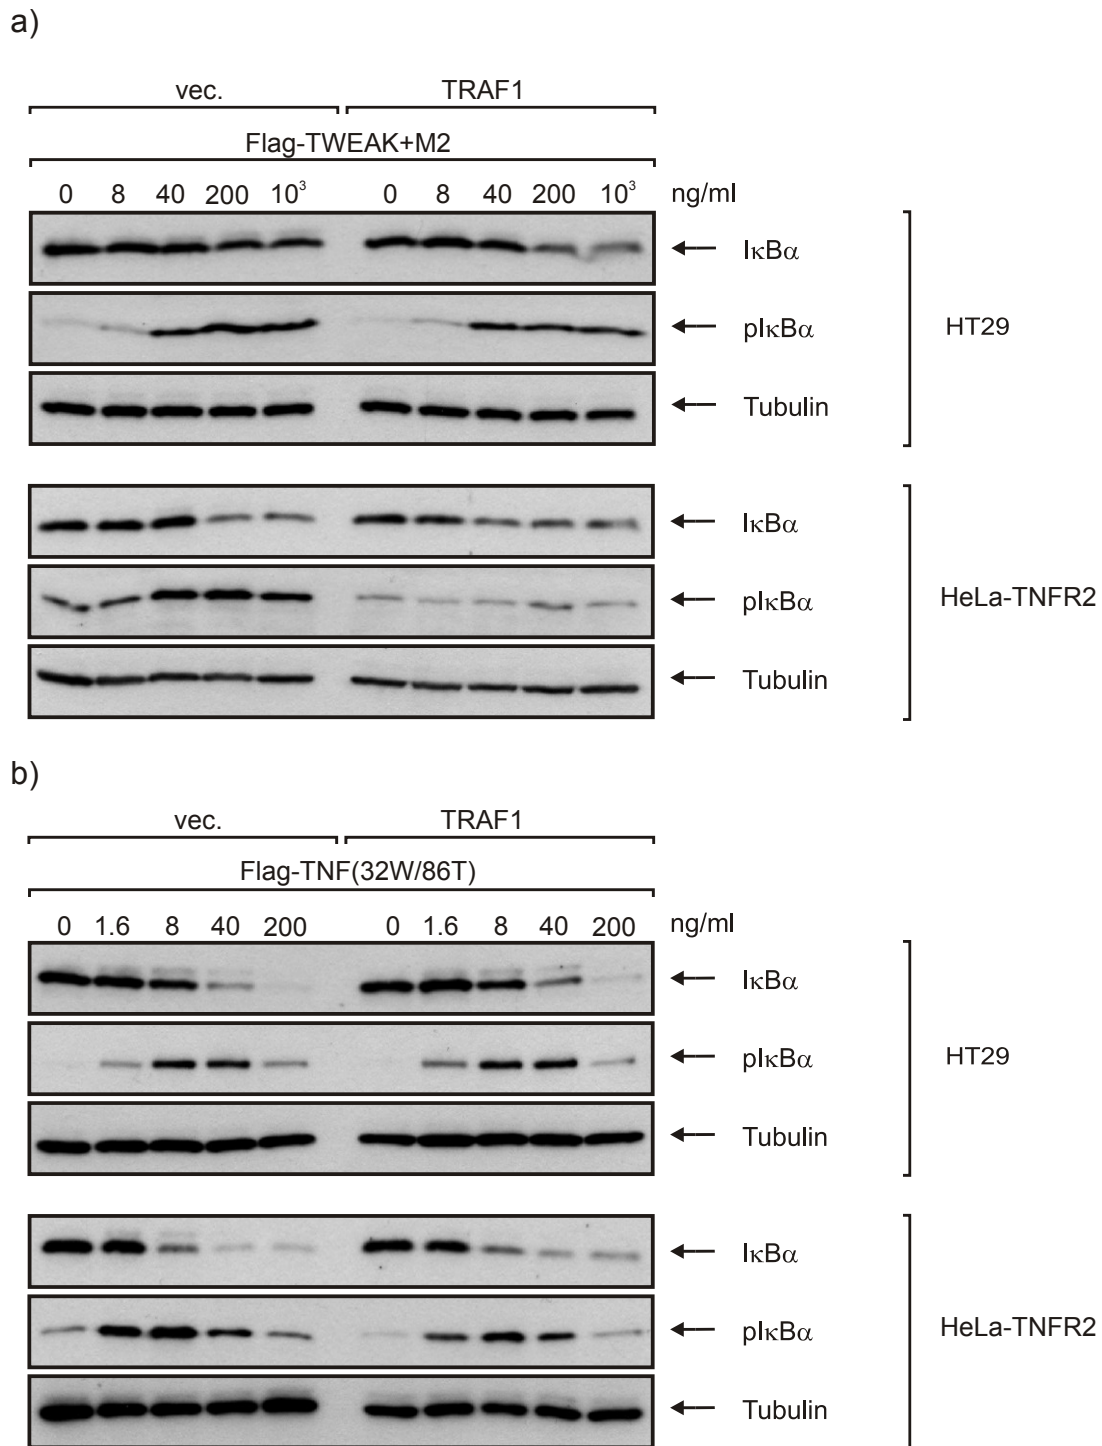 a)
vec. TRAF1
Flag-TWEAK+M2
0 8 40 200 10³ 0 8 40 200 10³ ng/ml
IκBα
pIκBα
HT29
Tubulin
IκBα
pIκBα
HeLa-TNFR2
Tubulin
b)
vec. TRAF1
Flag-TNF(32W/86T)
0 1.6 8 40 200 0 1.6 8 40 200 ng/ml
IκBα
pIκBα
HT29
Tubulin
IκBα
pIκBα
HeLa-TNFR2
Tubulin